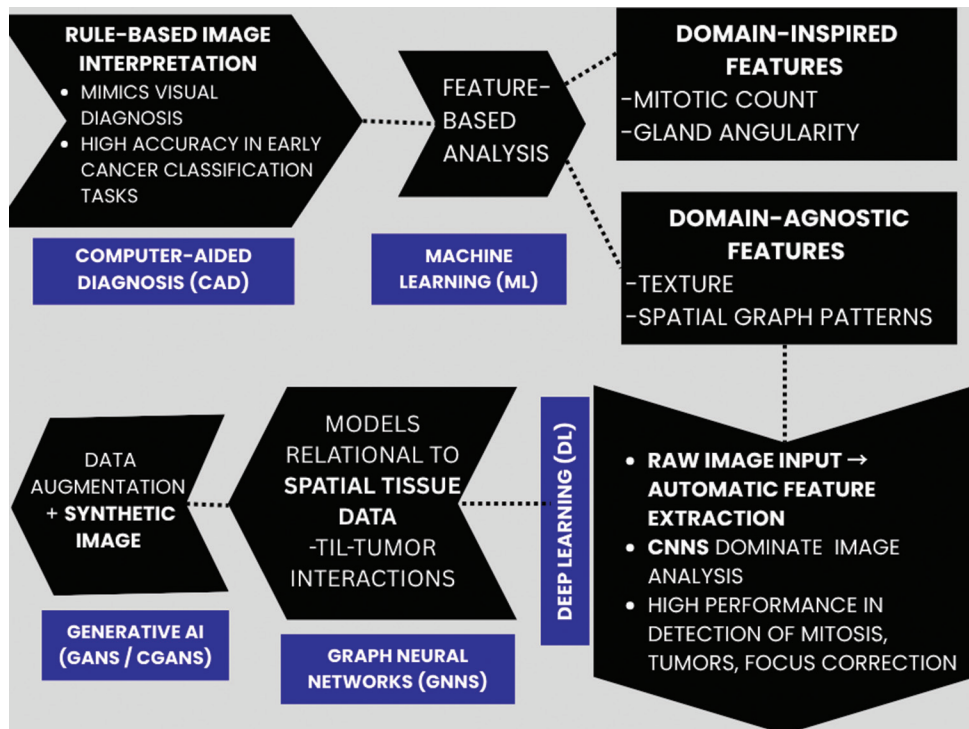 RULE-BASED IMAGE
INTERPRETATION
• MIMICS VISUAL
DIAGNOSIS
• HIGH ACCURACY IN EARLY
CANCER CLASSIFICATION
TASKS
COMPUTER-AIDED
DIAGNOSIS (CAD)
FEATURE-
BASED
ANALYSIS
MACHINE
LEARNING (ML)
DOMAIN-INSPIRED
FEATURES
-MITOTIC COUNT
-GLAND ANGULARITY
DOMAIN-AGNOSTIC
FEATURES
-TEXTURE
-SPATIAL GRAPH PATTERNS
• RAW IMAGE INPUT →
AUTOMATIC FEATURE
EXTRACTION
• CNNS DOMINATE IMAGE
ANALYSIS
• HIGH PERFORMANCE IN
DETECTION OF MITOSIS,
TUMORS, FOCUS CORRECTION
DEEP LEARNING (DL)
MODELS
RELATIONAL TO
SPATIAL TISSUE
DATA
-TIL-TUMOR
INTERACTIONS
GRAPH NEURAL
NETWORKS (GNNS)
DATA
AUGMENTATION
+ SYNTHETIC
IMAGE
GENERATIVE AI
(GANS / CGANS)